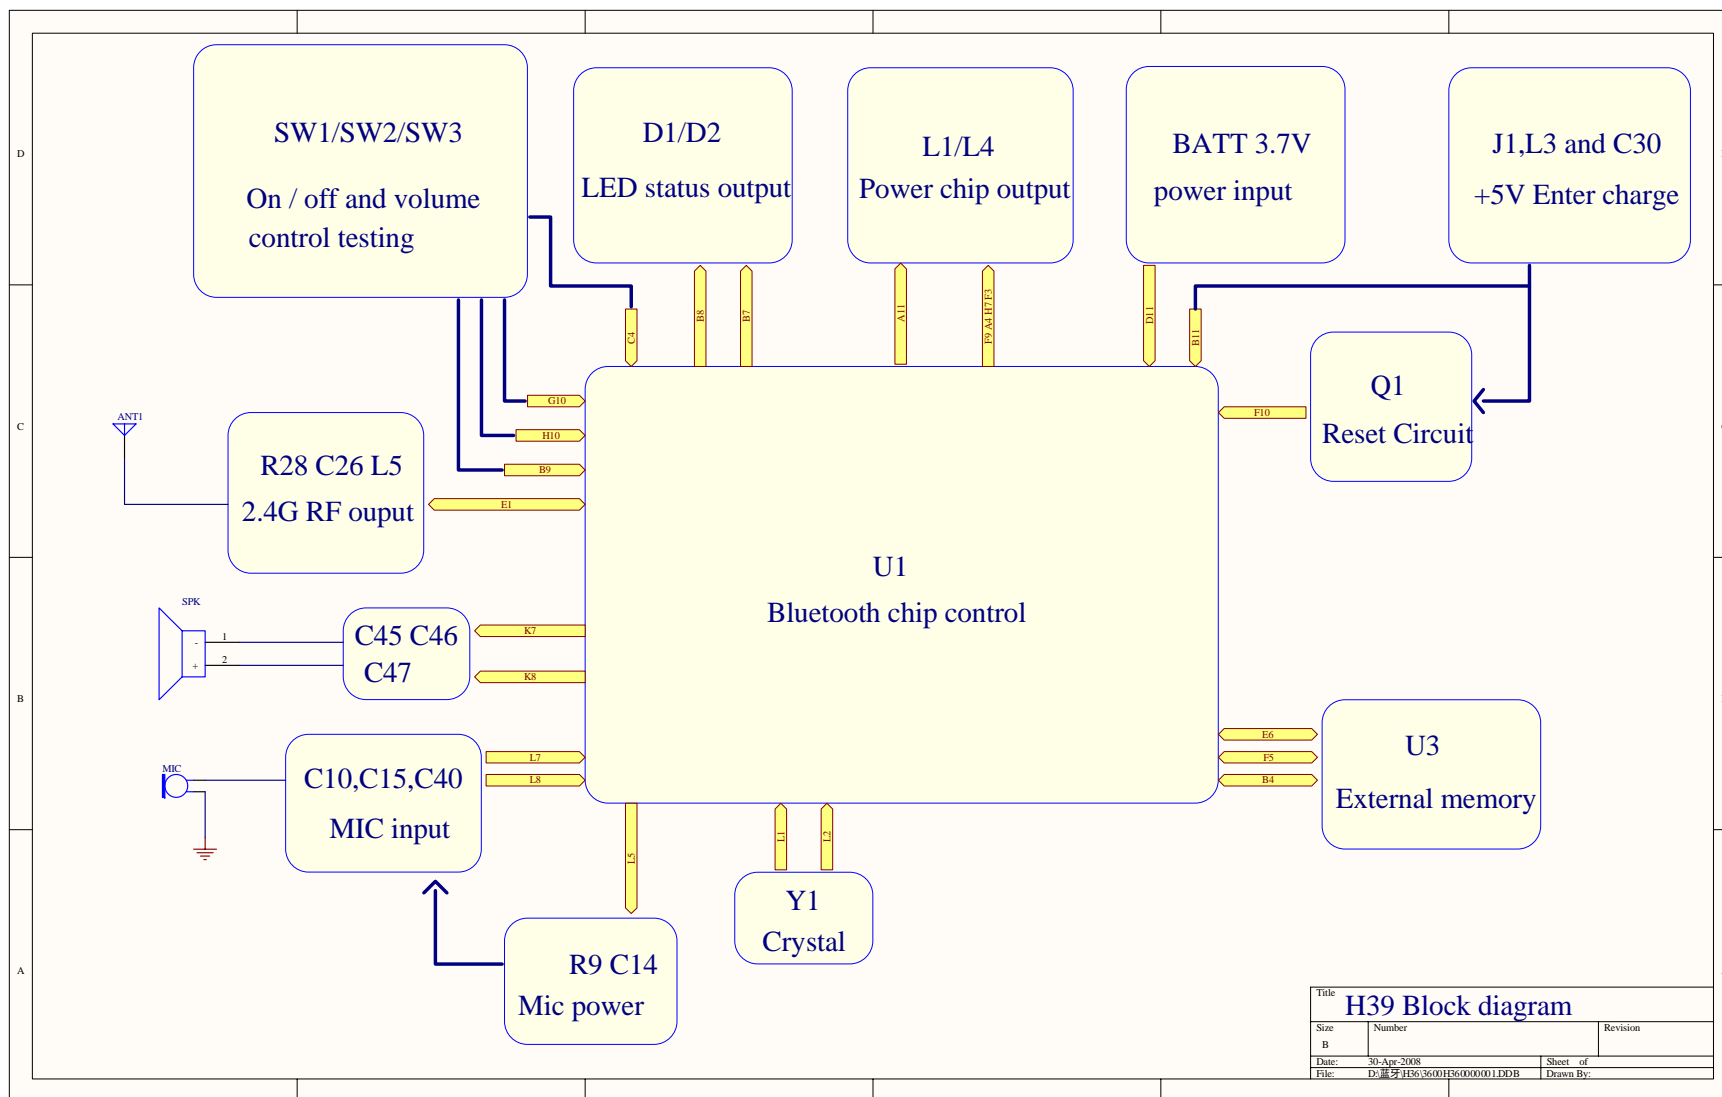 SW1/SW2/SW3
On / off and volume
control testing
D1/D2
LED status output
L1/L4
Power chip output
BATT 3.7V
power input
J1,L3 and C30
+5V Enter charge
D
C4
B8
B7
A11
F9 A4 H7 F3
D11
B11
Q1
Reset Circuit
F10
G10
H10
B9
E1
C
ANT1
R28 C26 L5
2.4G RF ouput
U1
Bluetooth chip control
SPK
1
-
2
+
C45 C46
C47
K7
K8
B
MIC
C10,C15,C40
MIC input
L7
L8
E6
F5
B4
U3
External memory
L5
L1
L2
Y1
Crystal
R9 C14
Mic power
A
Title
H39 Block diagram
Size
Number
Revision
B
Date:
30-Apr-2008
Sheet of
File:
D:\蓝牙\H36\3600H360000001.DDB
Drawn By: